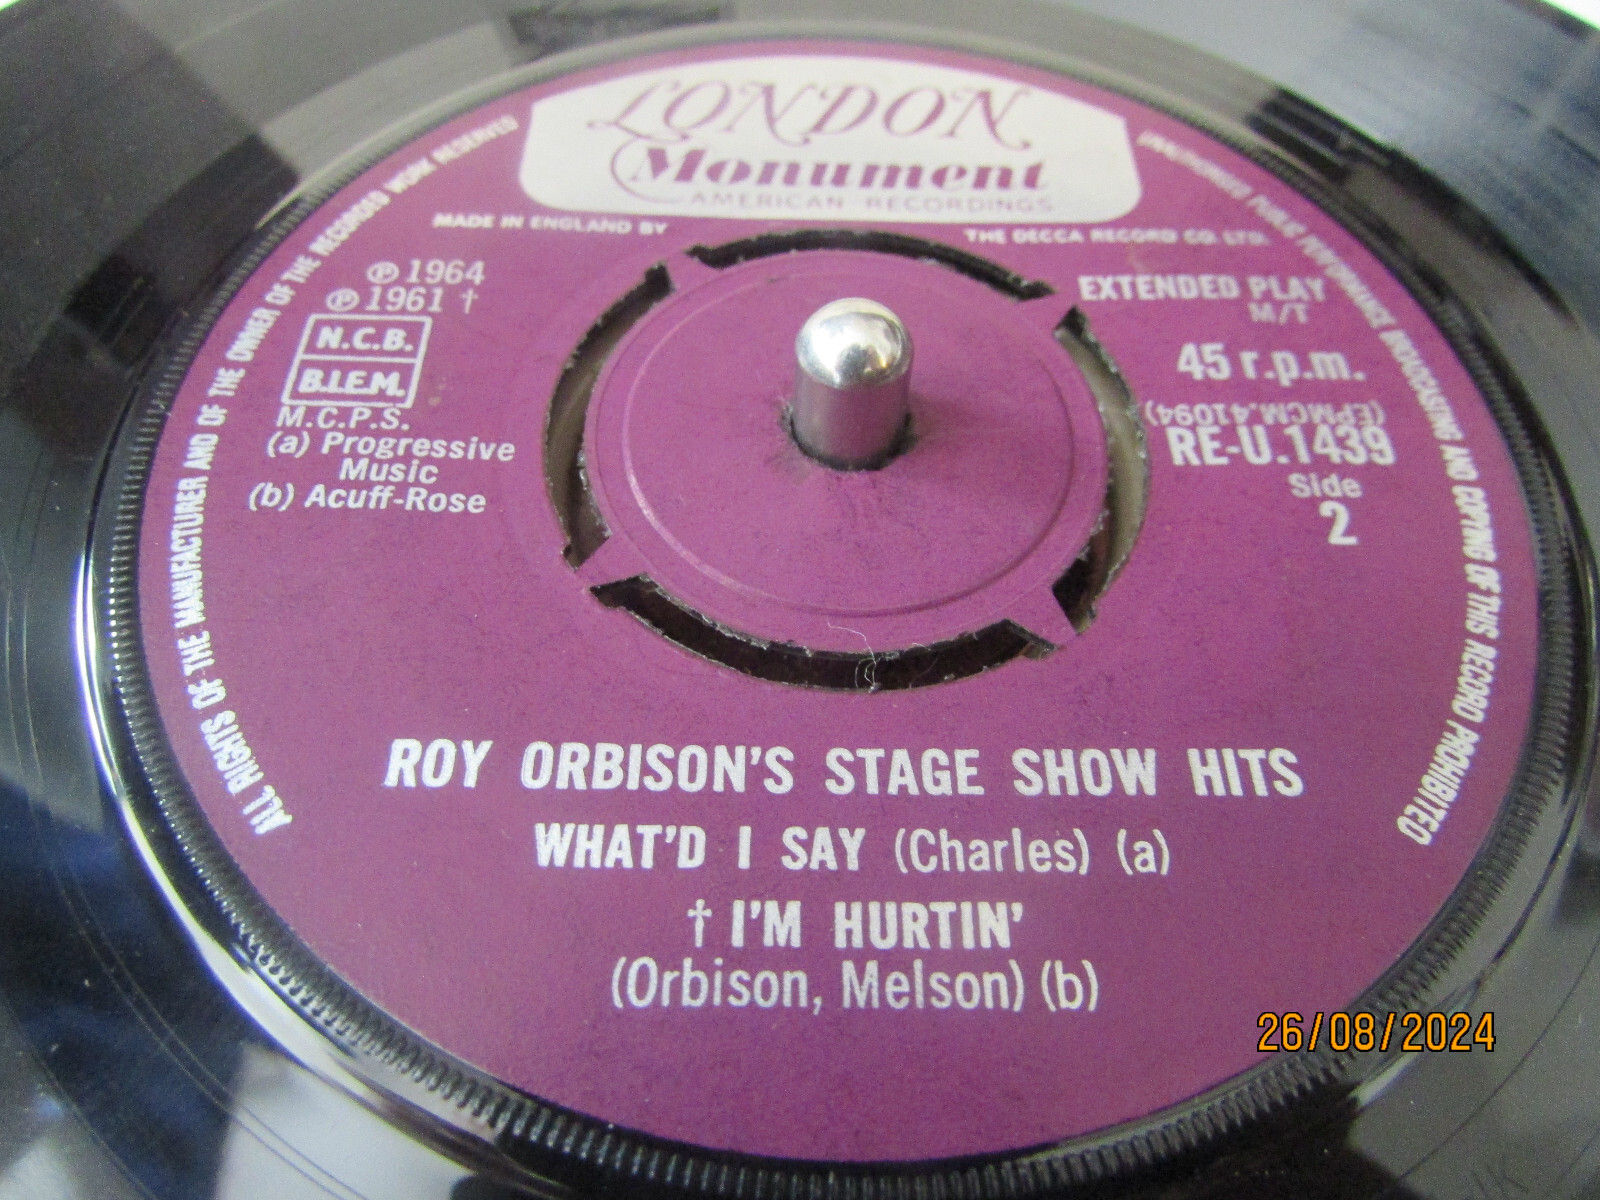 LONDON
Monument
AMERICAN RECORDINGS
MADE IN ENGLAND BY THE DECCA RECORD CO. LTD.
ALL RIGHTS OF THE MANUFACTURER AND OF THE OWNER OF THE RECORDED WORK RESERVED
UNAUTHORISED PUBLIC PERFORMANCE BROADCASTING AND COPYING OF THIS RECORD PROHIBITED
℗ 1964
℗ 1961 †
N.C.B.
B.I.E.M.
M.C.P.S.
(a) Progressive
Music
(b) Acuff-Rose
EXTENDED PLAY
M/T
45 r.p.m.
(EPMCM.41094)
RE-U.1439
Side
2
ROY ORBISON'S STAGE SHOW HITS
WHAT'D I SAY (Charles) (a)
† I'M HURTIN'
(Orbison, Melson) (b)
26/08/2024